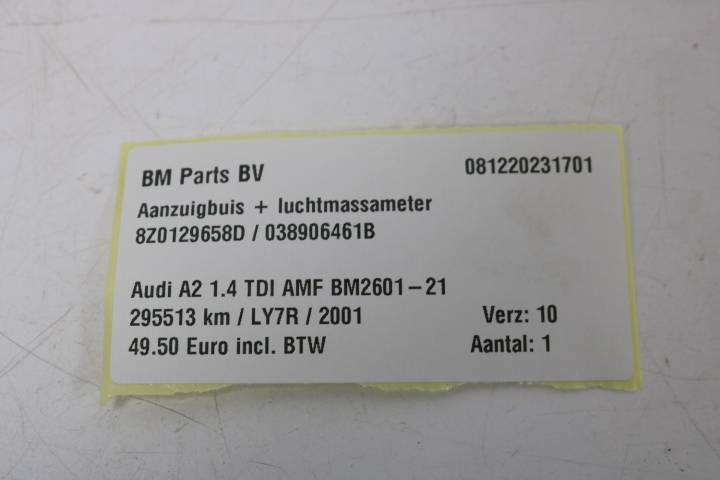 BM Parts BV 081220231701
Aanzuigbuis + luchtmassameter
8Z0129658D / 038906461B
Audi A2 1.4 TDI AMF BM2601-21
295513 km / LY7R / 2001 Verz: 10
49.50 Euro incl. BTW Aantal: 1